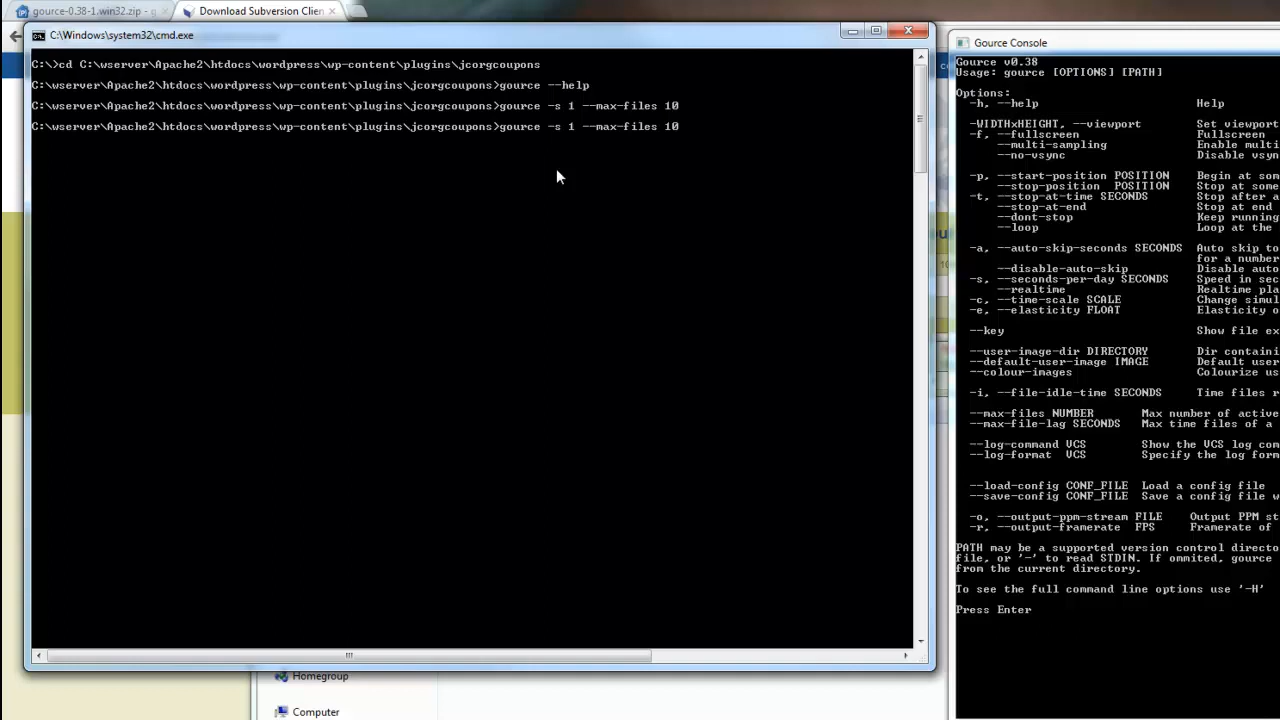 gource-0.38-1.win32.zip - g
Download Subversion Clien
C:\Windows\system32\cmd.exe
C:\>cd C:\wserver\Apache2\htdocs\wordpress\wp-content\plugins\jcorgcoupons
C:\wserver\Apache2\htdocs\wordpress\wp-content\plugins\jcorgcoupons>gource --help
C:\wserver\Apache2\htdocs\wordpress\wp-content\plugins\jcorgcoupons>gource -s 1 --max-files 10
C:\wserver\Apache2\htdocs\wordpress\wp-content\plugins\jcorgcoupons>gource -s 1 --max-files 10
Homegroup
Computer
Gource Console
Gource v0.38
Usage: gource [OPTIONS] [PATH]
Options:
-h, --help Help
-WIDTHxHEIGHT, --viewport Set viewport
-f, --fullscreen Fullscreen
--multi-sampling Enable multi
--no-vsync Disable vsyn
-p, --start-position POSITION Begin at som
--stop-position POSITION Stop at some
-t, --stop-at-time SECONDS Stop after a
--stop-at-end Stop at end
--dont-stop Keep running
--loop Loop at the
-a, --auto-skip-seconds SECONDS Auto skip to
for a number
--disable-auto-skip Disable auto
-s, --seconds-per-day SECONDS Speed in sec
--realtime Realtime pla
-c, --time-scale SCALE Change simul
-e, --elasticity FLOAT Elasticity o
--key Show file ex
--user-image-dir DIRECTORY Dir containi
--default-user-image IMAGE Default user
--colour-images Colourize us
-i, --file-idle-time SECONDS Time files r
--max-files NUMBER Max number of active
--max-file-lag SECONDS Max time files of a
--log-command VCS Show the VCS log com
--log-format VCS Specify the log form
--load-config CONF_FILE Load a config file
--save-config CONF_FILE Save a config file w
-o, --output-ppm-stream FILE Output PPM st
-r, --output-framerate FPS Framerate of
PATH may be a supported version control directo
file, or '-' to read STDIN. If ommited, gource
from the current directory.
To see the full command line options use '-H'
Press Enter